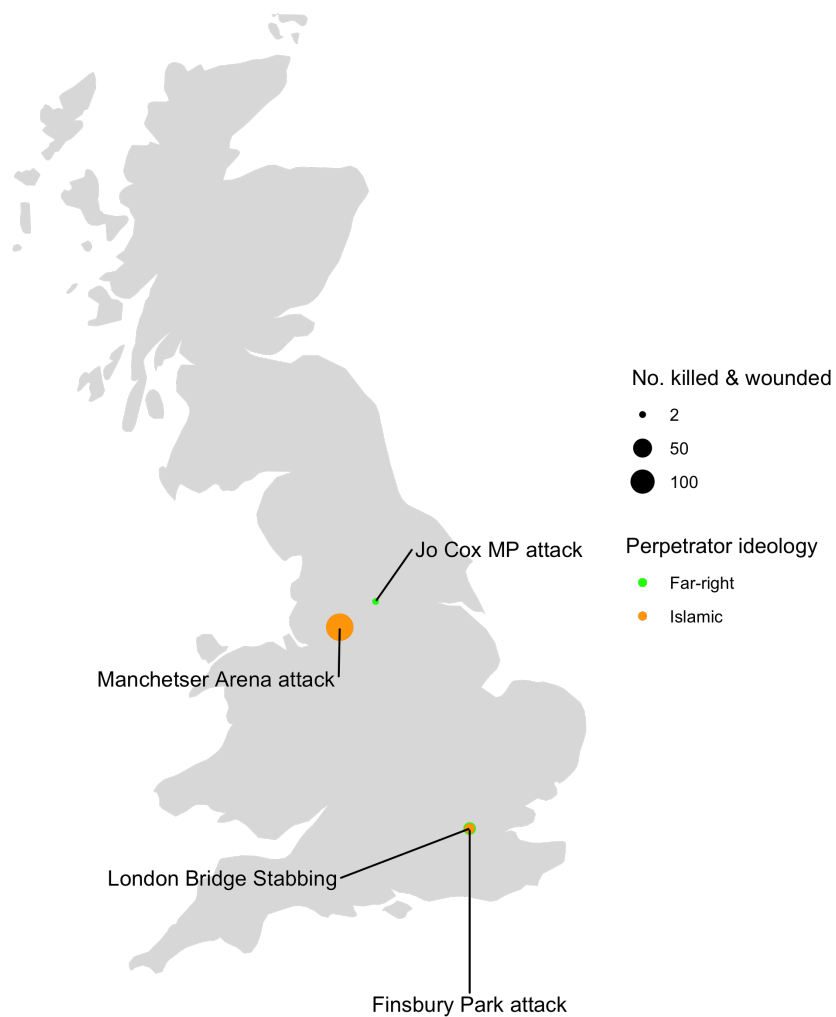 No. killed & wounded
2
50
100
Jo Cox MP attack
Perpetrator ideology
Far-right
Islamic
Manchetser Arena attack
London Bridge Stabbing
Finsbury Park attack